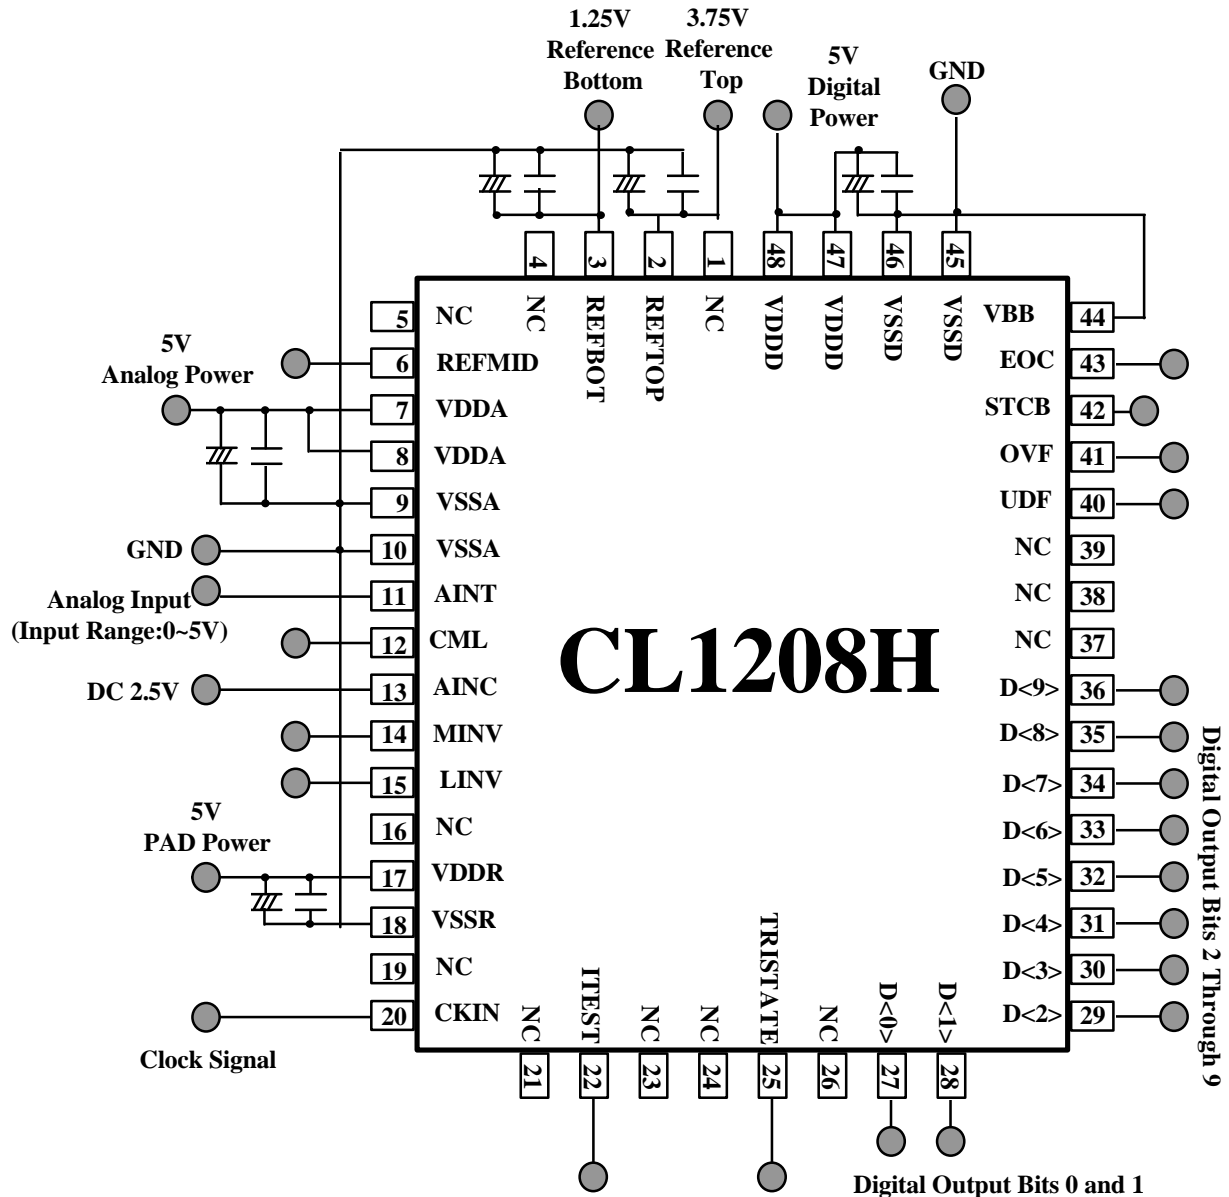 1.25V
Reference
Bottom
3.75V
Reference
Top
5V
Digital
Power
GND
4
3
2
1
48
47
46
45
NC
REFBOT
REFTOP
NC
VDDD
VDDD
VSSD
VSSD
5 NC
6 REFMID
5V
Analog Power
7 VDDA
8 VDDA
9 VSSA
GND 10 VSSA
Analog Input
(Input Range:0~5V)
11 AINT
12 CML
DC 2.5V 13 AINC
14 MINV
15 LINV
5V
PAD Power
16 NC
17 VDDR
18 VSSR
19 NC
20 CKIN
Clock Signal
CL1208H
VBB 44
EOC 43
STCB 42
OVF 41
UDF 40
NC 39
NC 38
NC 37
D<9> 36
D<8> 35
D<7> 34
D<6> 33
D<5> 32
D<4> 31
D<3> 30
D<2> 29
Digital Output Bits 2 Through 9
NC
ITEST
NC
NC
TRISTATE
NC
D<0>
D<1>
21
22
23
24
25
26
27
28
Digital Output Bits 0 and 1